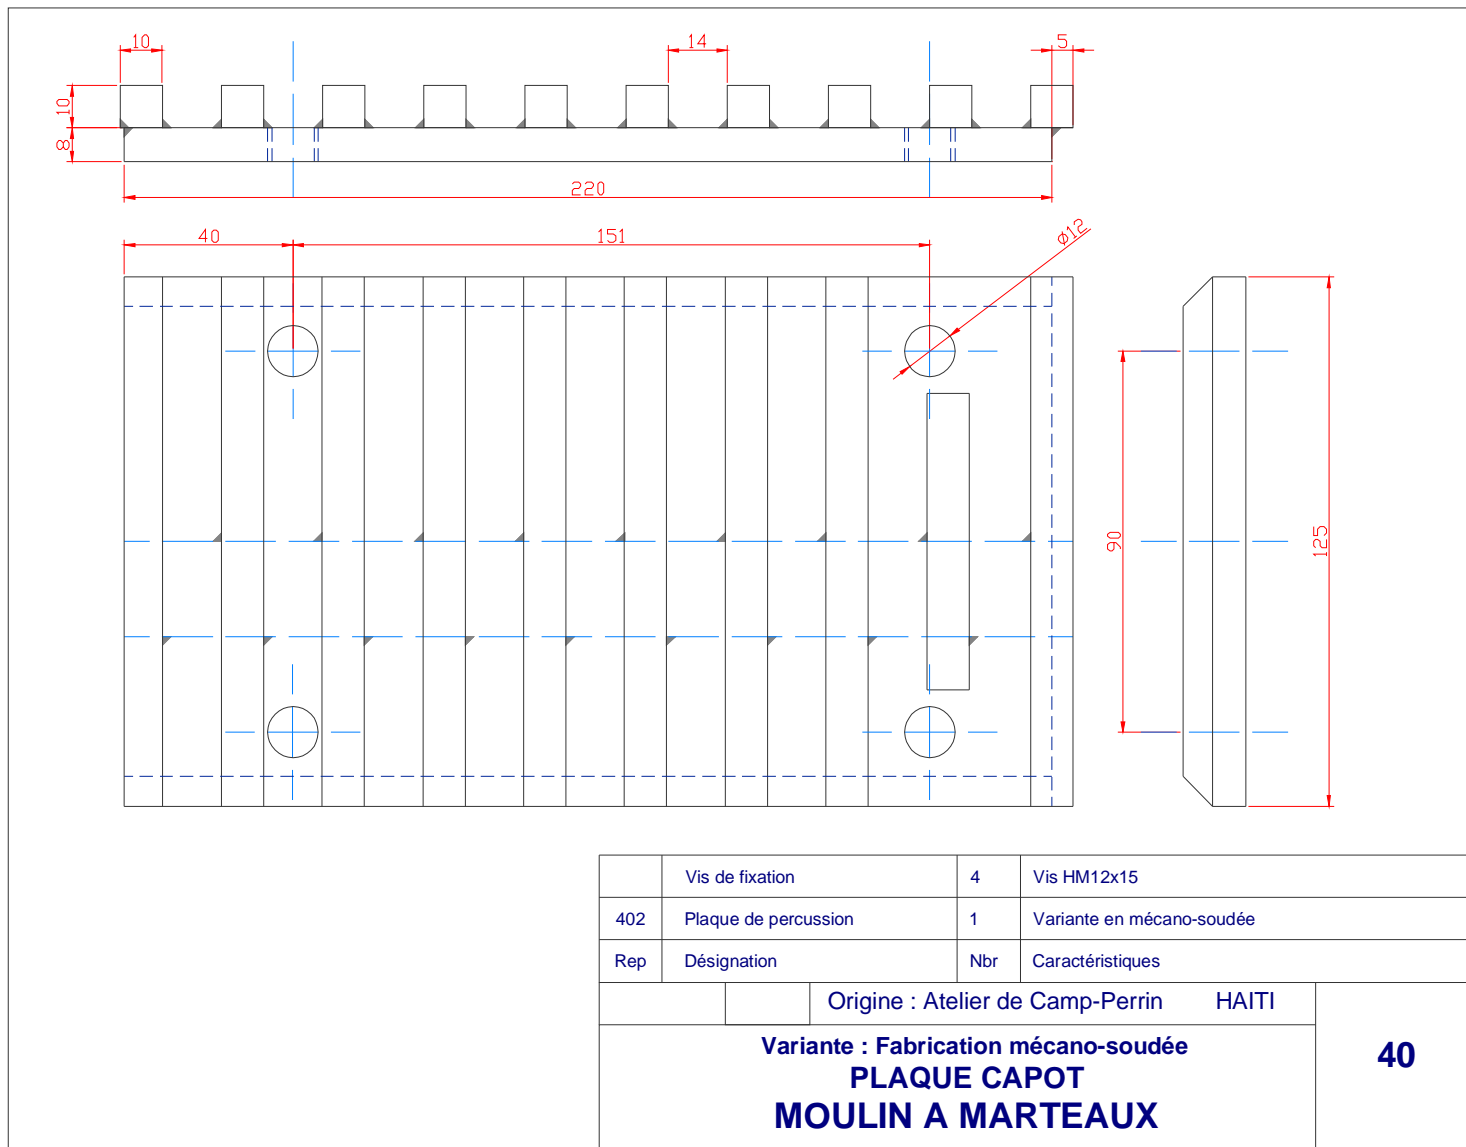 10
14
5
10
8
220
40
151
ø12
90
125
Vis de fixation 4 Vis HM12x15
402 Plaque de percussion 1 Variante en mécano-soudée
Rep Désignation Nbr Caractéristiques
Origine : Atelier de Camp-Perrin HAITI
Variante : Fabrication mécano-soudée
PLAQUE CAPOT
MOULIN A MARTEAUX
40